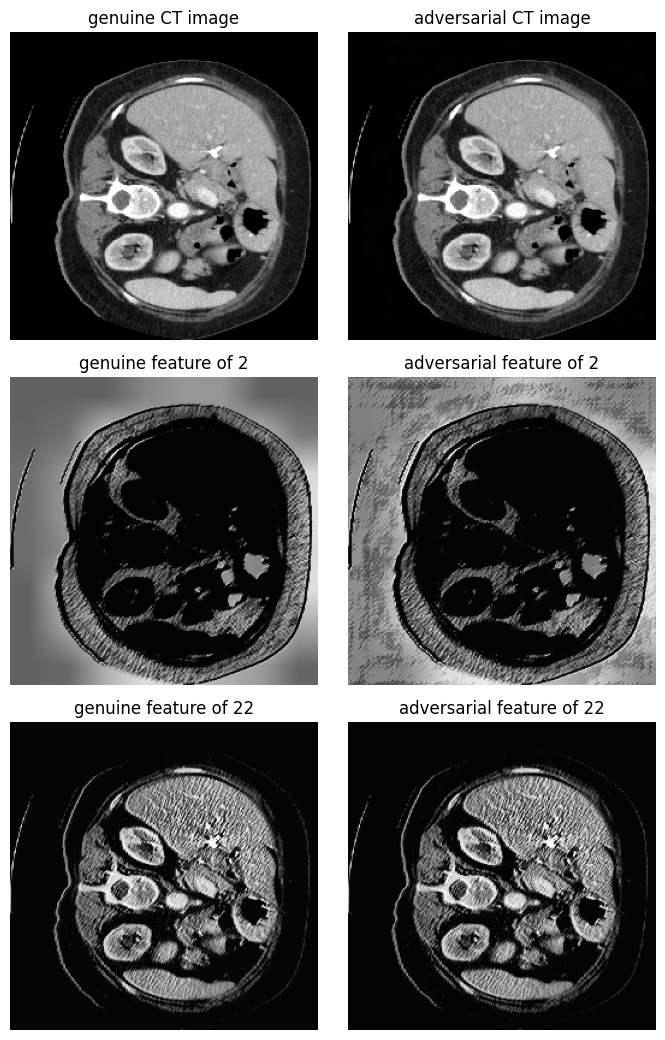 genuine CT image
adversarial CT image
genuine feature of 2
adversarial feature of 2
genuine feature of 22
adversarial feature of 22